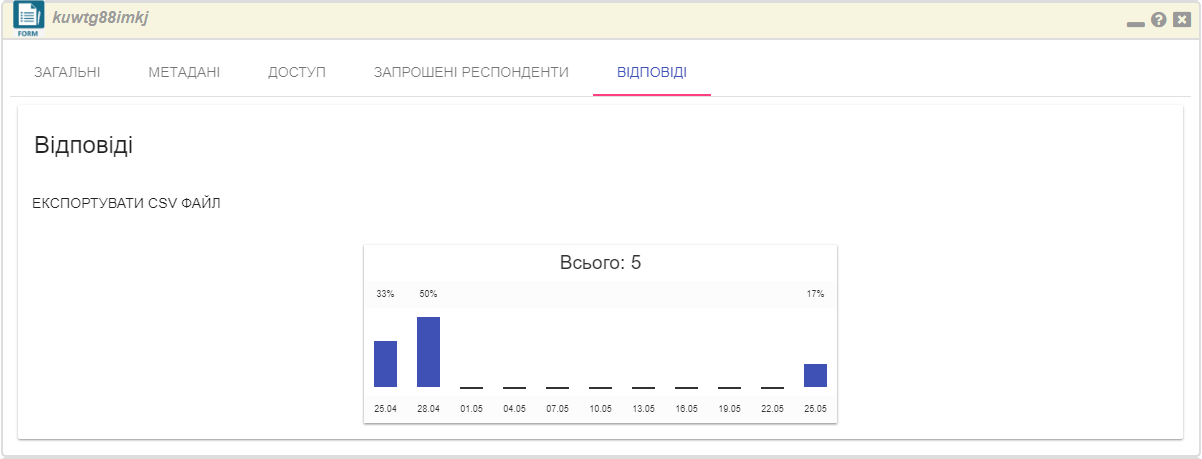 kuwtg88imkj
FORM
ЗАГАЛЬНІ МЕТАДАНІ ДОСТУП ЗАПРОШЕНІ РЕСПОНДЕНТИ ВІДПОВІДІ
Відповіді
ЕКСПОРТУВАТИ CSV ФАЙЛ
Всього: 5
33% 50% 17%
25.04 28.04 01.05 04.05 07.05 10.05 13.05 16.05 19.05 22.05 25.05